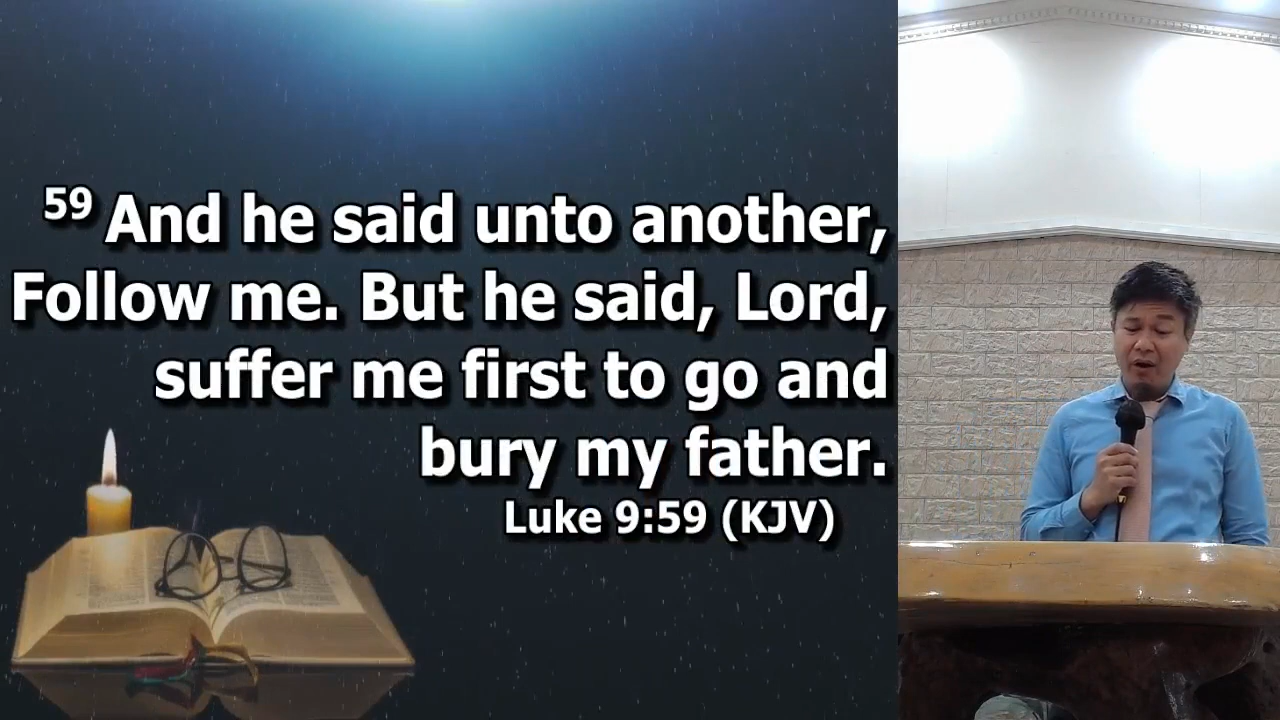 59 And he said unto another,
Follow me. But he said, Lord,
suffer me first to go and
bury my father.
Luke 9:59 (KJV)